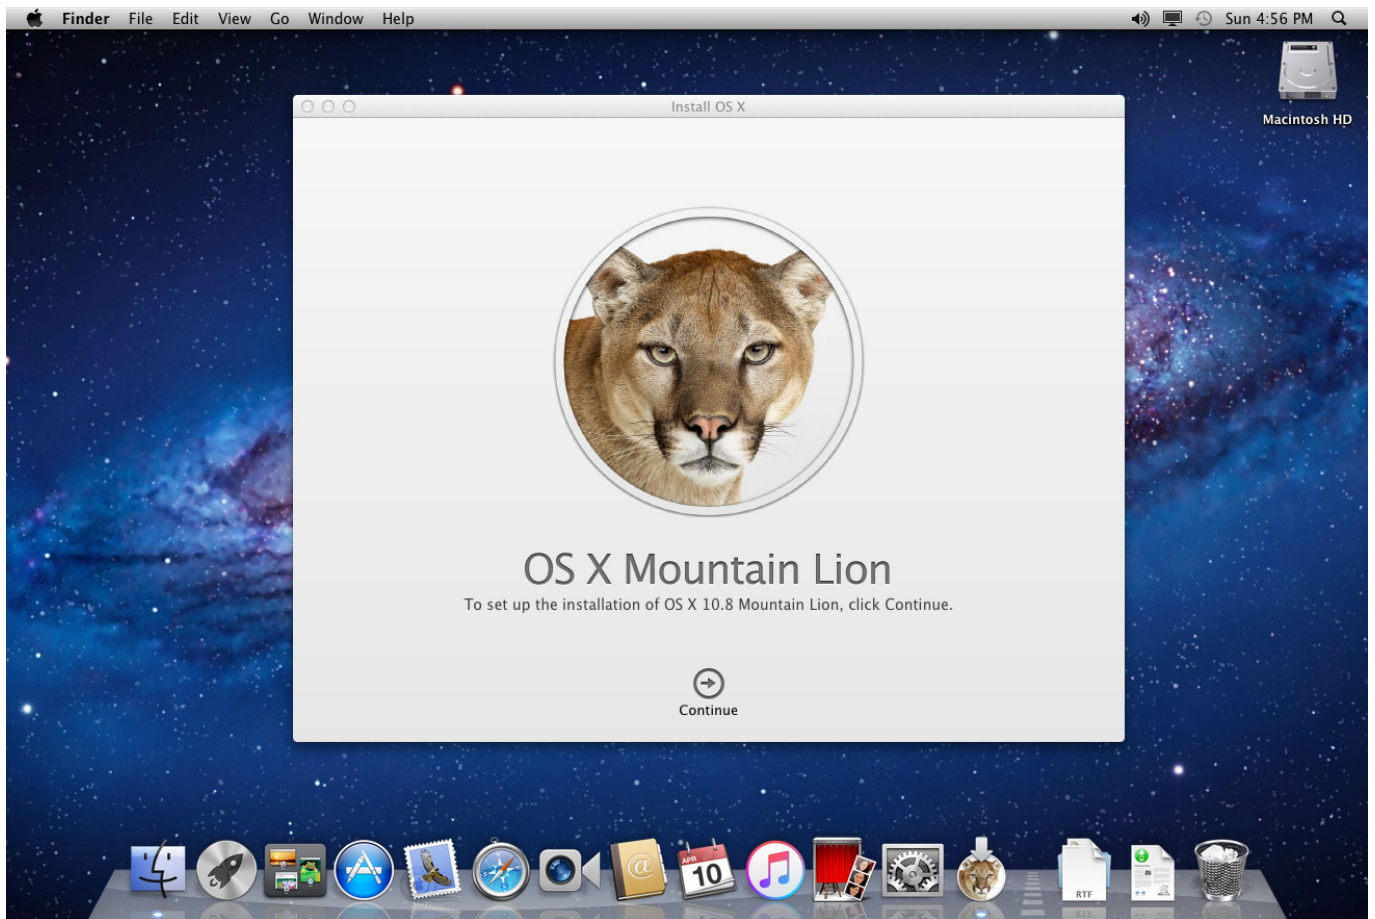 Finder File Edit View Go Window Help Sun 4:56 PM
Macintosh HD
Install OS X
OS X Mountain Lion
To set up the installation of OS X 10.8 Mountain Lion, click Continue.
Continue
APR
10
@
RTF